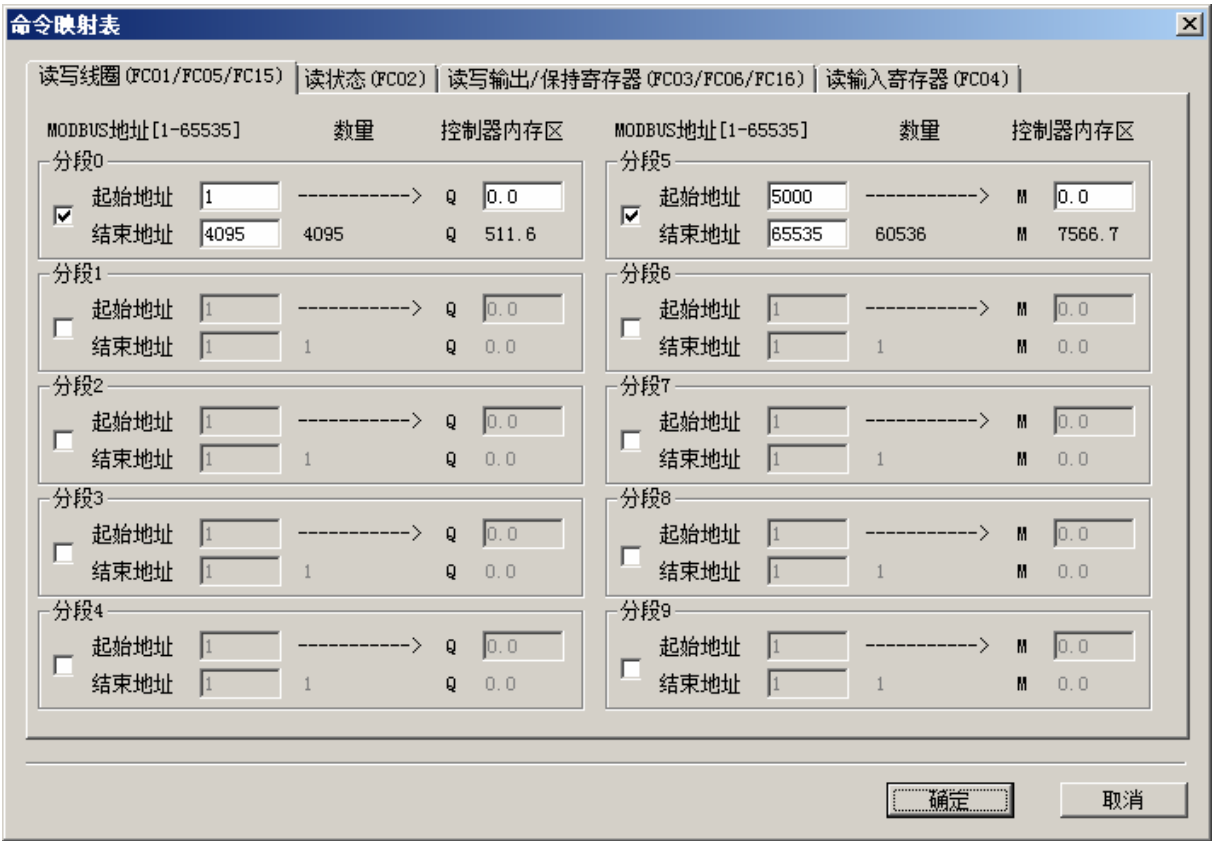 命令映射表
读写线圈(FC01/FC05/FC15) 读状态(FC02) 读写输出/保持寄存器(FC03/FC06/FC16) 读输入寄存器(FC04)
MODBUS地址[1-65535] 数量 控制器内存区 MODBUS地址[1-65535] 数量 控制器内存区
分段0
起始地址 1 -----------> Q 0.0
结束地址 4095 4095 Q 511.6
分段1
起始地址 1 -----------> Q 0.0
结束地址 1 1 Q 0.0
分段2
起始地址 1 -----------> Q 0.0
结束地址 1 1 Q 0.0
分段3
起始地址 1 -----------> Q 0.0
结束地址 1 1 Q 0.0
分段4
起始地址 1 -----------> Q 0.0
结束地址 1 1 Q 0.0
分段5
起始地址 5000 -----------> M 0.0
结束地址 65535 60536 M 7566.7
分段6
起始地址 1 -----------> M 0.0
结束地址 1 1 M 0.0
分段7
起始地址 1 -----------> M 0.0
结束地址 1 1 M 0.0
分段8
起始地址 1 -----------> M 0.0
结束地址 1 1 M 0.0
分段9
起始地址 1 -----------> M 0.0
结束地址 1 1 M 0.0
确定 取消